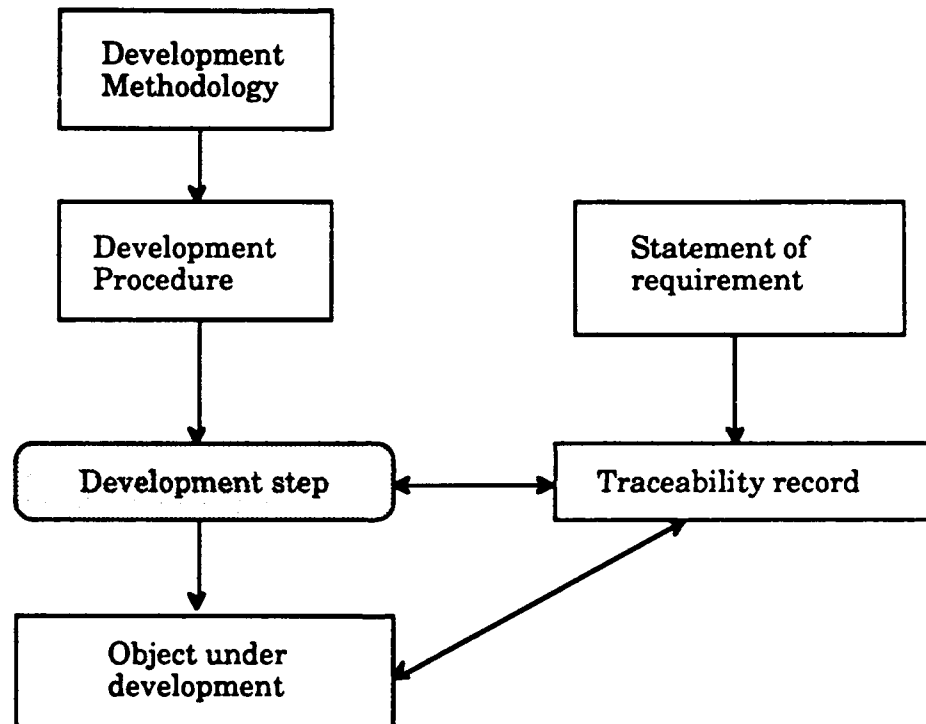 Development
Methodology
Development
Procedure
Statement of
requirement
Development step
Traceability record
Object under
development